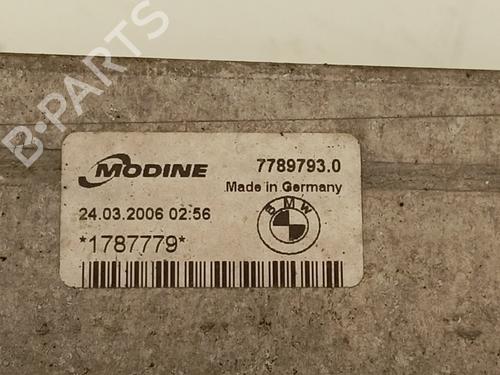 MODINE
7789793.0
Made in Germany
24.03.2006 02:56
BMW
*1787779*
B-PARTS